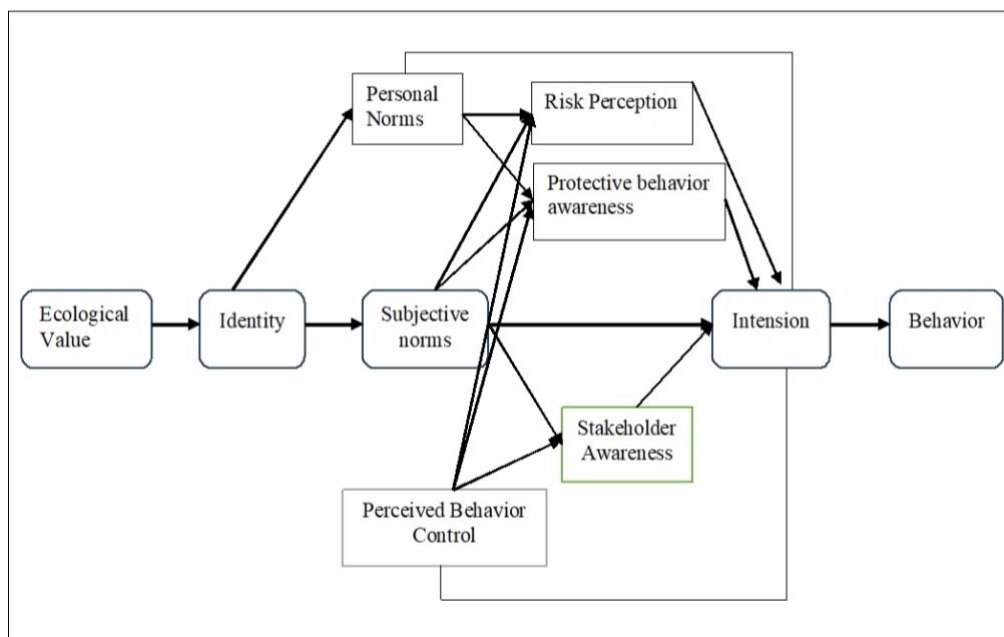 Personal
Norms
Risk Perception
Protective behavior
awareness
Ecological
Value
Identity
Subjective
norms
Intension
Behavior
Stakeholder
Awareness
Perceived Behavior
Control